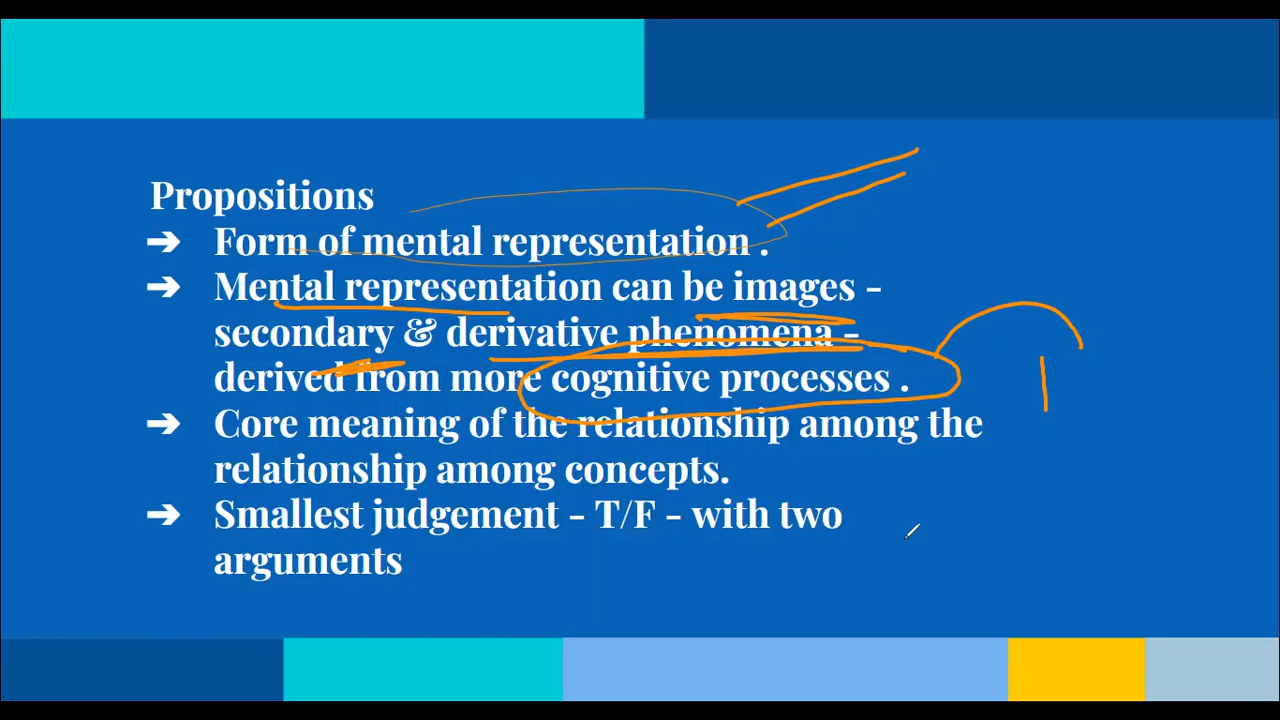 Propositions
➔ Form of mental representation .
➔ Mental representation can be images -
secondary & derivative phenomena -
derived from more cognitive processes .
➔ Core meaning of the relationship among the
relationship among concepts.
➔ Smallest judgement - T/F - with two
arguments